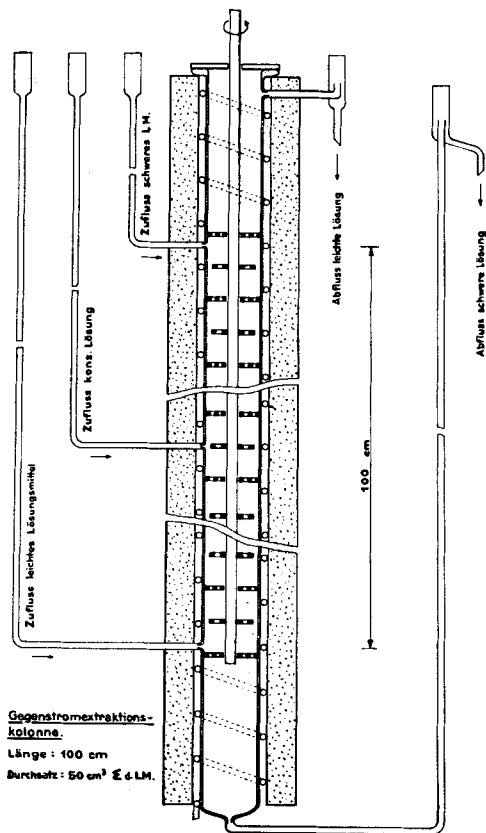 Zufluss schweres L.M.
Zufluss konz. Lösung
Zufluss leichtes Lösungsmittel
Abfluss leichte Lösung
Abfluss schwere Lösung
100 cm
Gegenstromextraktions-
kolonne.
Länge : 100 cm
Durchsatz : 50 cm³ Σ d. LM.